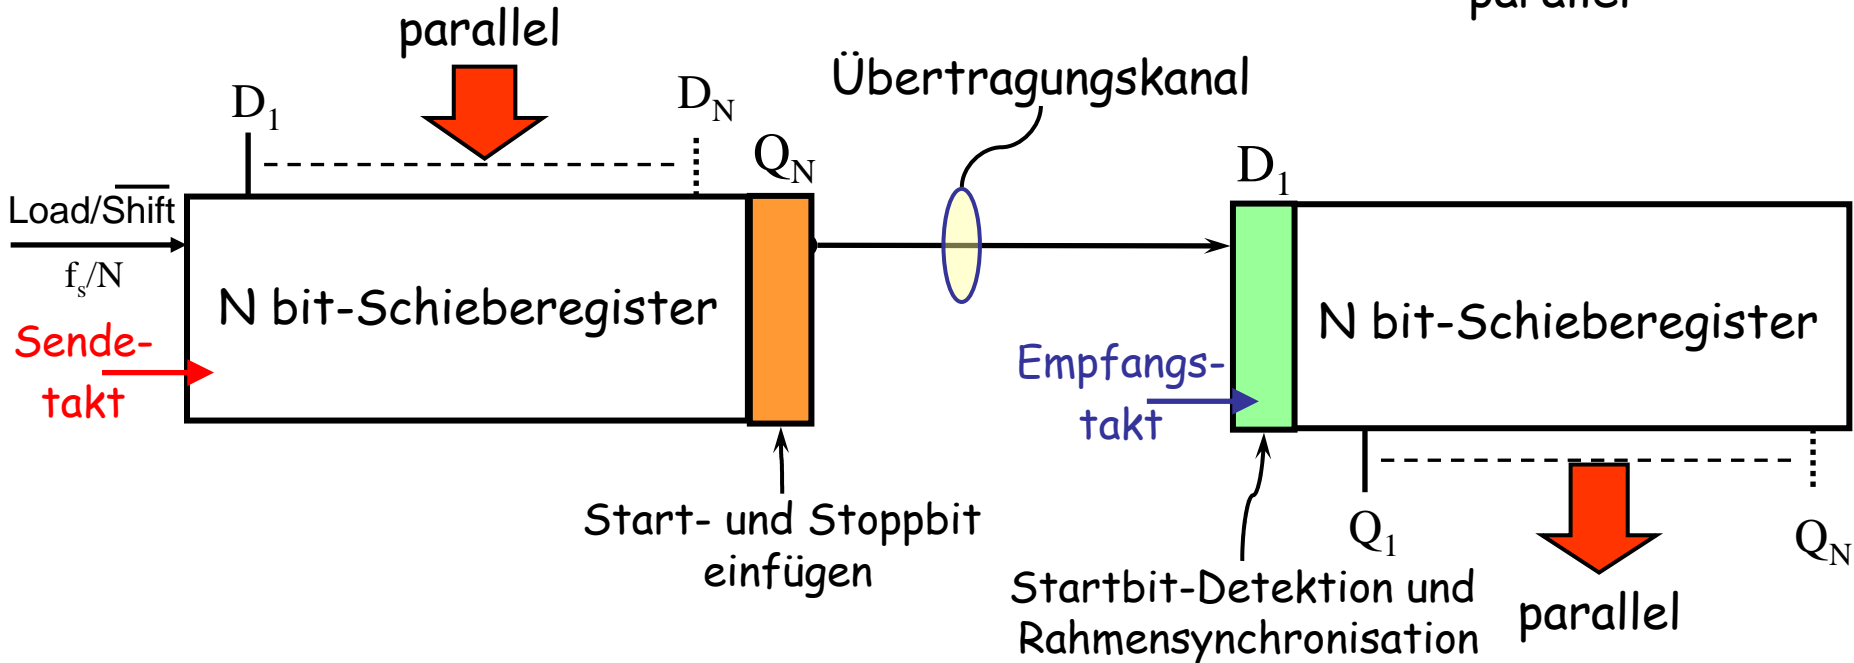 parallel
parallel
Übertragungskanal
D1
DN
QN
D1
Load/Shift
fs/N
N bit-Schieberegister
N bit-Schieberegister
Sende-
takt
Empfangs-
takt
Start- und Stoppbit
einfügen
Q1
QN
Startbit-Detektion und
Rahmensynchronisation
parallel